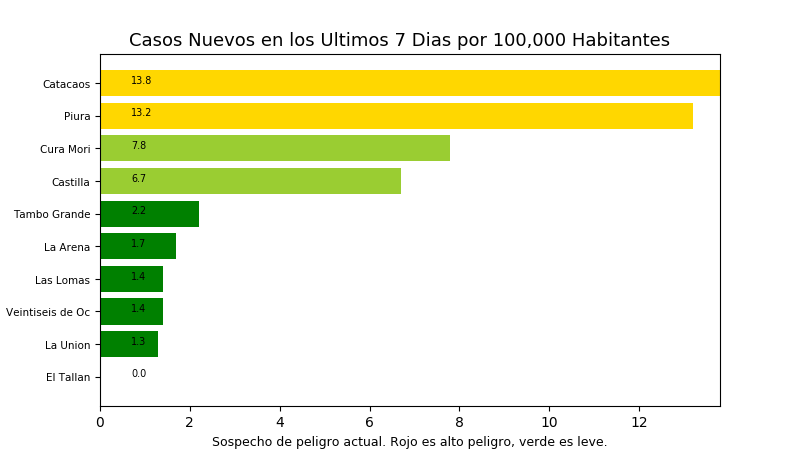 Casos Nuevos en los Ultimos 7 Dias por 100,000 Habitantes
Catacaos 13.8
Piura 13.2
Cura Mori 7.8
Castilla 6.7
Tambo Grande 2.2
La Arena 1.7
Las Lomas 1.4
Veintiseis de Oc 1.4
La Union 1.3
El Tallan 0.0
0 2 4 6 8 10 12
Sospecho de peligro actual. Rojo es alto peligro, verde es leve.